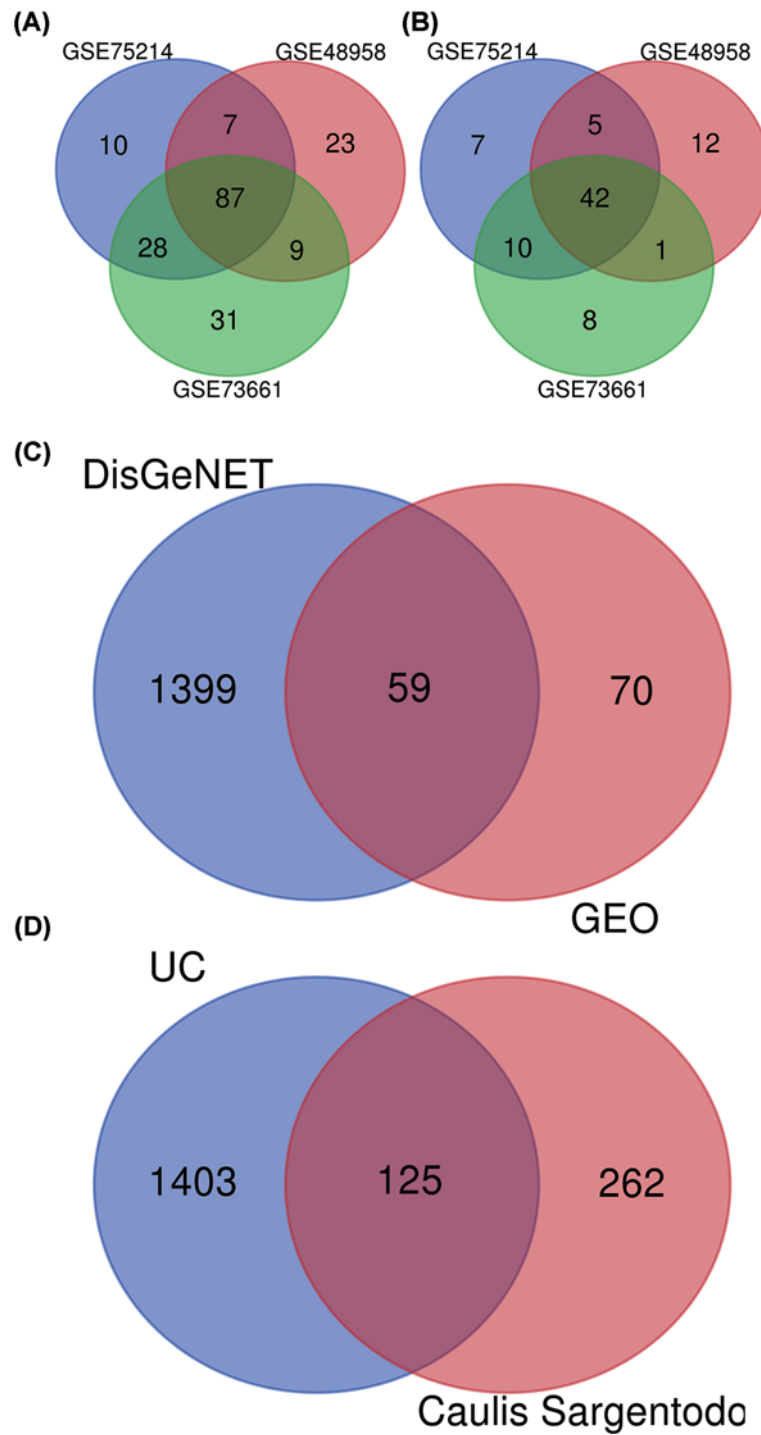 (A)
(B)
GSE75214
GSE48958
GSE75214
GSE48958
10
7
23
7
5
12
87
42
28
9
10
1
31
8
GSE73661
GSE73661
(C)
DisGeNET
1399
59
70
GEO
(D)
UC
1403
125
262
Caulis Sargentodo